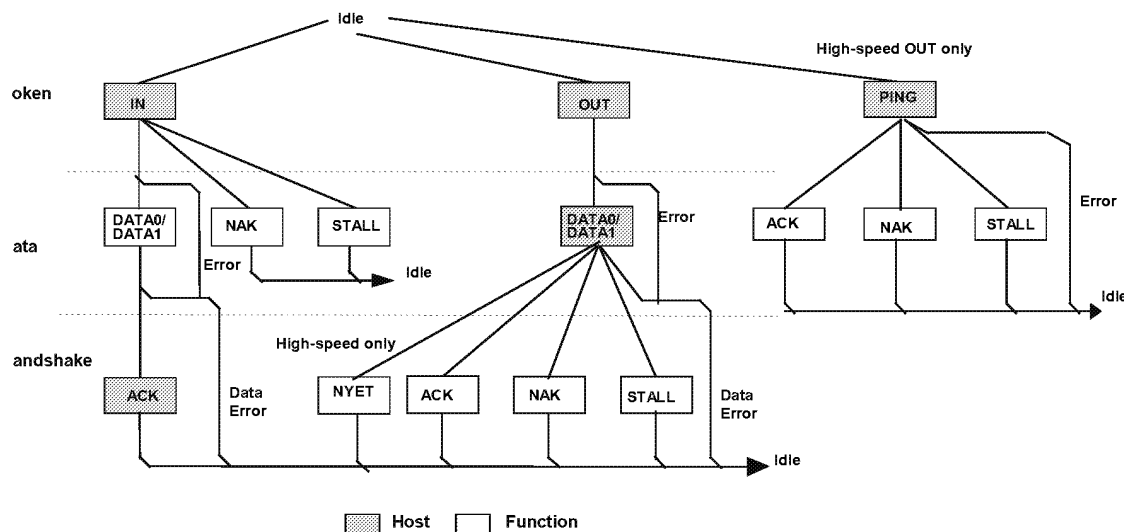 Idle
High-speed OUT only
oken
IN
OUT
PING
DATA0/
DATA1
NAK
STALL
DATA0/
DATA1
Error
ACK
NAK
STALL
Error
ata
Error
Idle
Idle
High-speed only
andshake
ACK
Data
Error
NYET
ACK
NAK
STALL
Data
Error
Idle
Host
Function